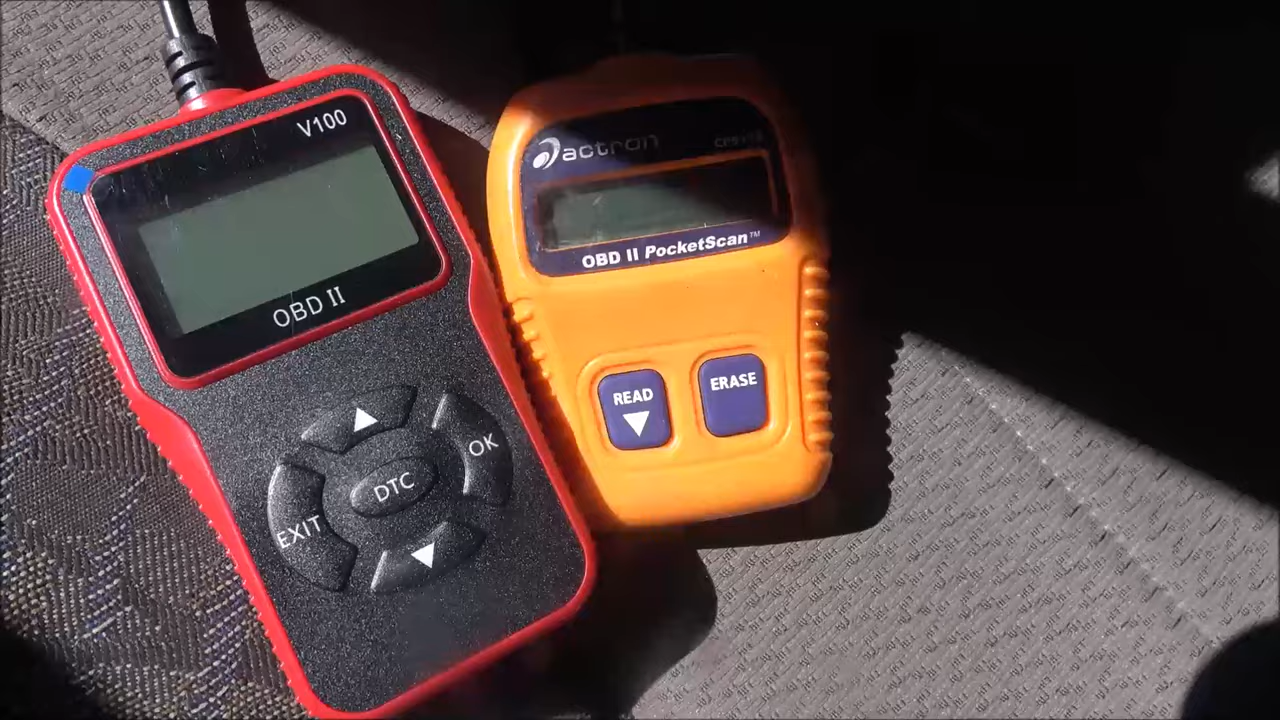 V100
OBD II
OK
DTC
EXIT
actron
OBD II PocketScan™
READ
ERASE